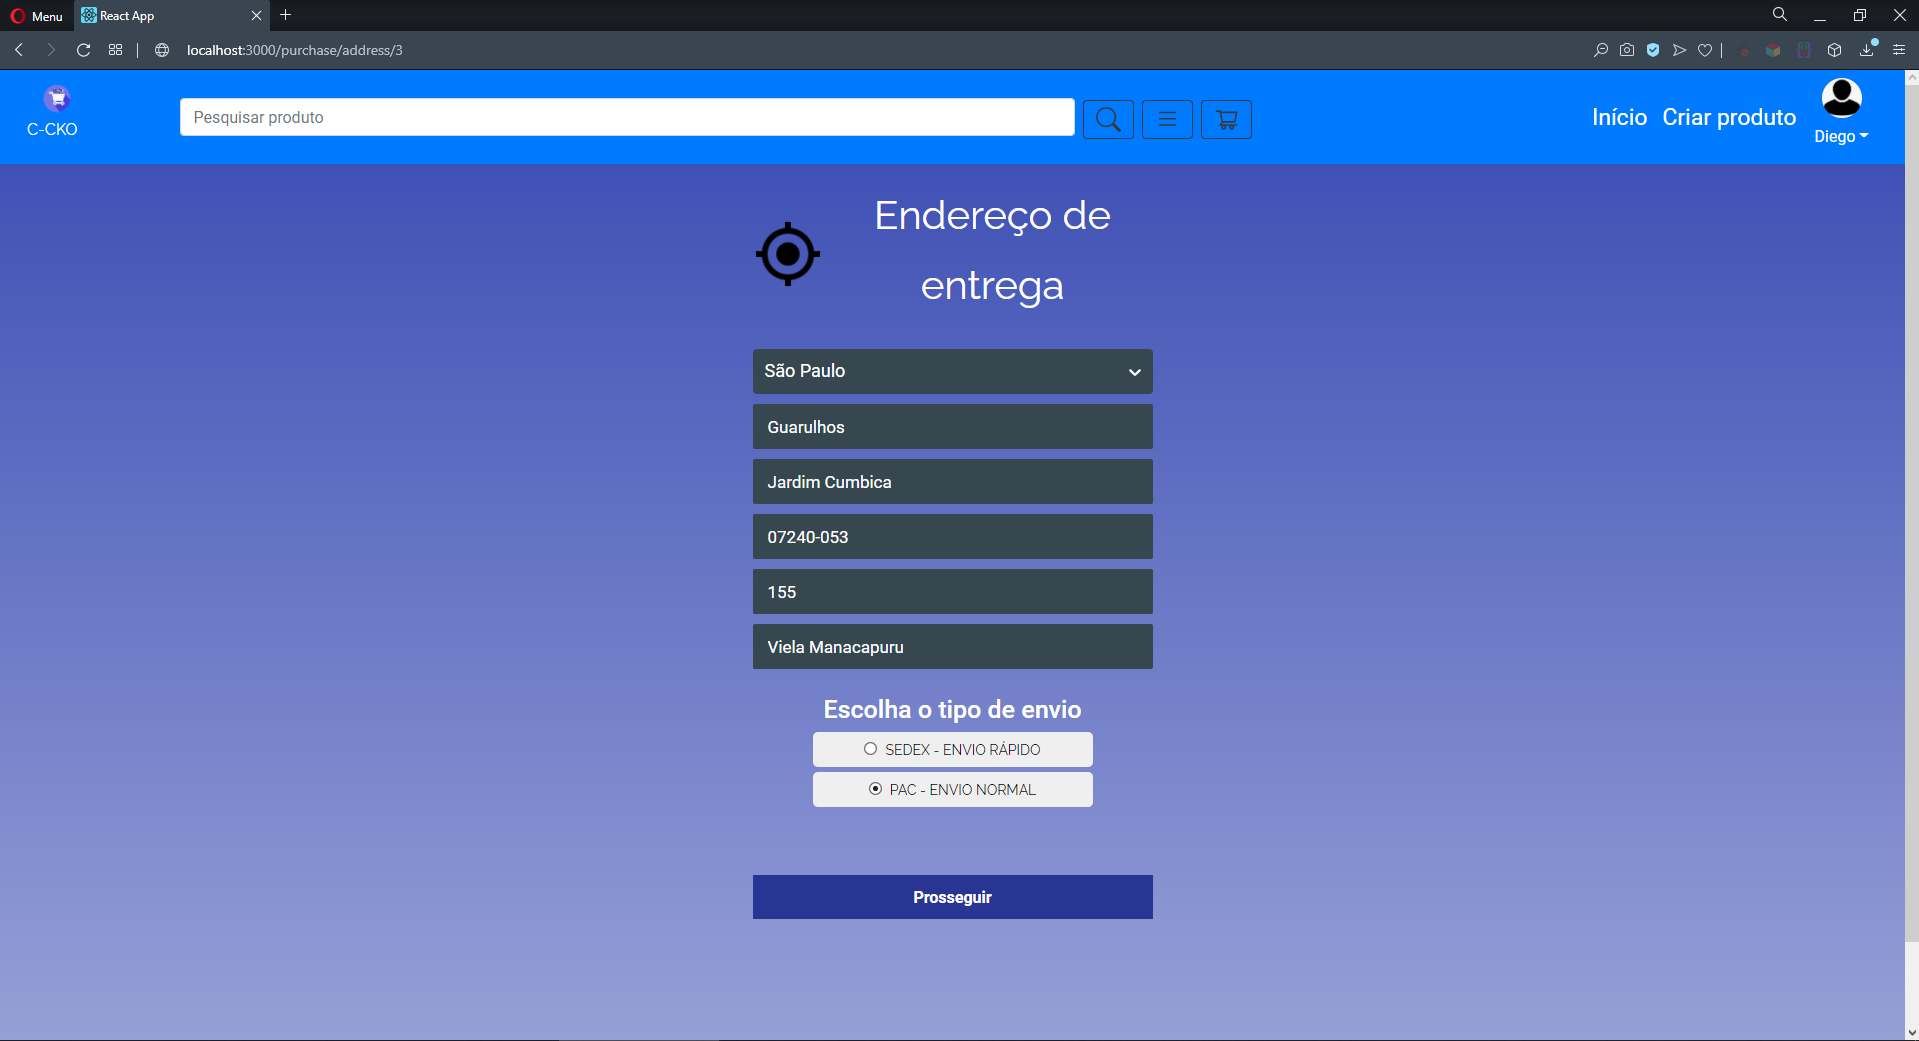 Menu
React App
localhost:3000/purchase/address/3
C-CKO
Pesquisar produto
Início
Criar produto
Diego
Endereço de
entrega
São Paulo
Guarulhos
Jardim Cumbica
07240-053
155
Viela Manacapuru
Escolha o tipo de envio
SEDEX - ENVIO RÁPIDO
PAC - ENVIO NORMAL
Prosseguir